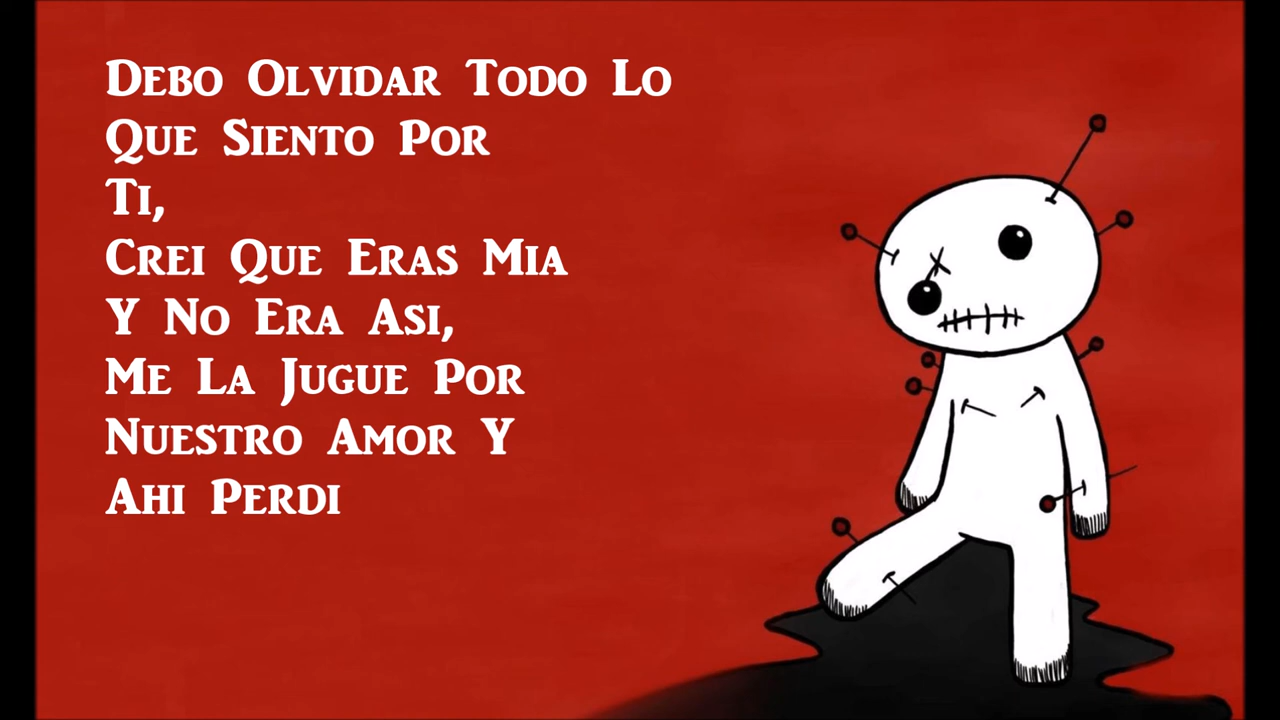 Debo Olvidar Todo Lo
Que Siento Por
Ti,
Crei Que Eras Mia
Y No Era Asi,
Me La Jugue Por
Nuestro Amor Y
Ahi Perdi